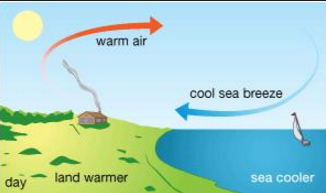 warm air
cool sea breeze
day
land warmer
sea cooler